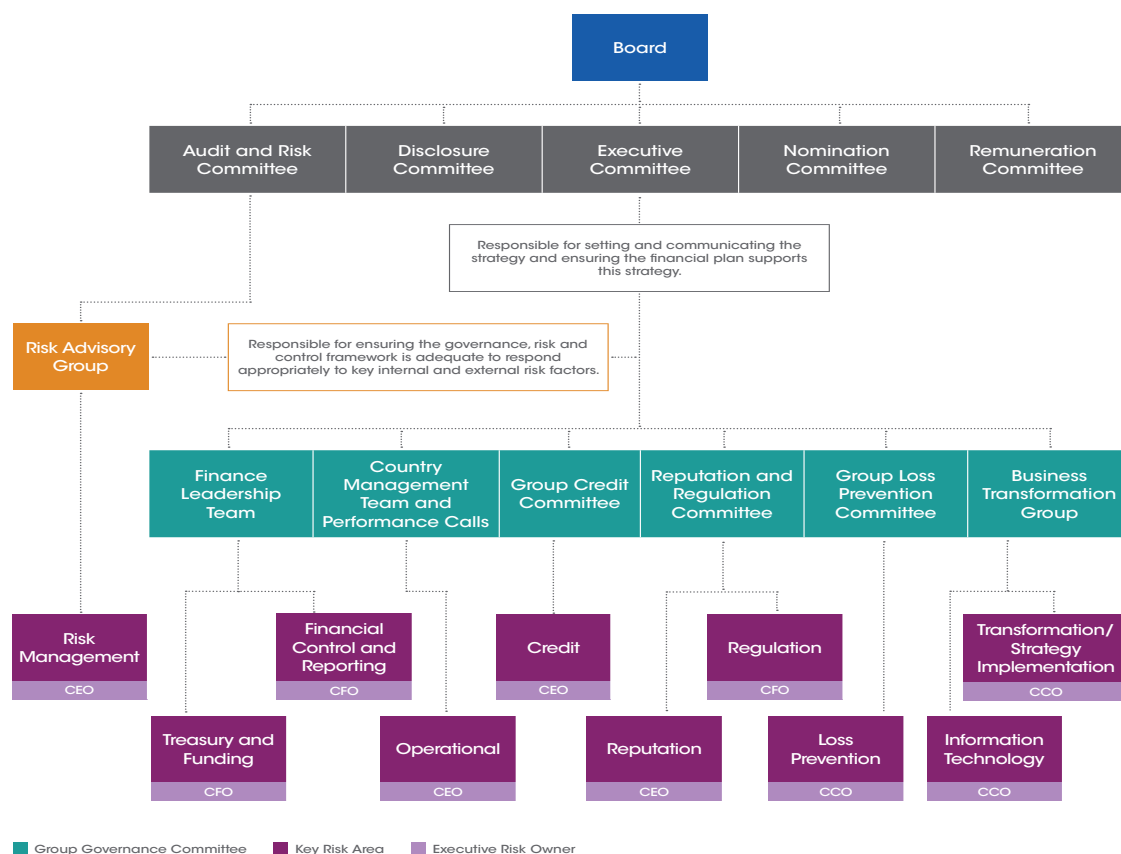 Board
Audit and Risk
Committee
Disclosure
Committee
Executive
Committee
Nomination
Committee
Remuneration
Committee
Responsible for setting and communicating the
strategy and ensuring the financial plan supports
this strategy.
Risk Advisory
Group
Responsible for ensuring the governance, risk and
control framework is adequate to respond
appropriately to key internal and external risk factors.
Finance
Leadership
Team
Country
Management
Team and
Performance Calls
Group Credit
Committee
Reputation and
Regulation
Committee
Group Loss
Prevention
Committee
Business
Transformation
Group
Risk
Management
CEO
Financial
Control and
Reporting
CFO
Credit
CEO
Regulation
CFO
Transformation/
Strategy
Implementation
CCO
Treasury and
Funding
CFO
Operational
CEO
Reputation
CEO
Loss
Prevention
CCO
Information
Technology
CCO
Group Governance Committee
Key Risk Area
Executive Risk Owner